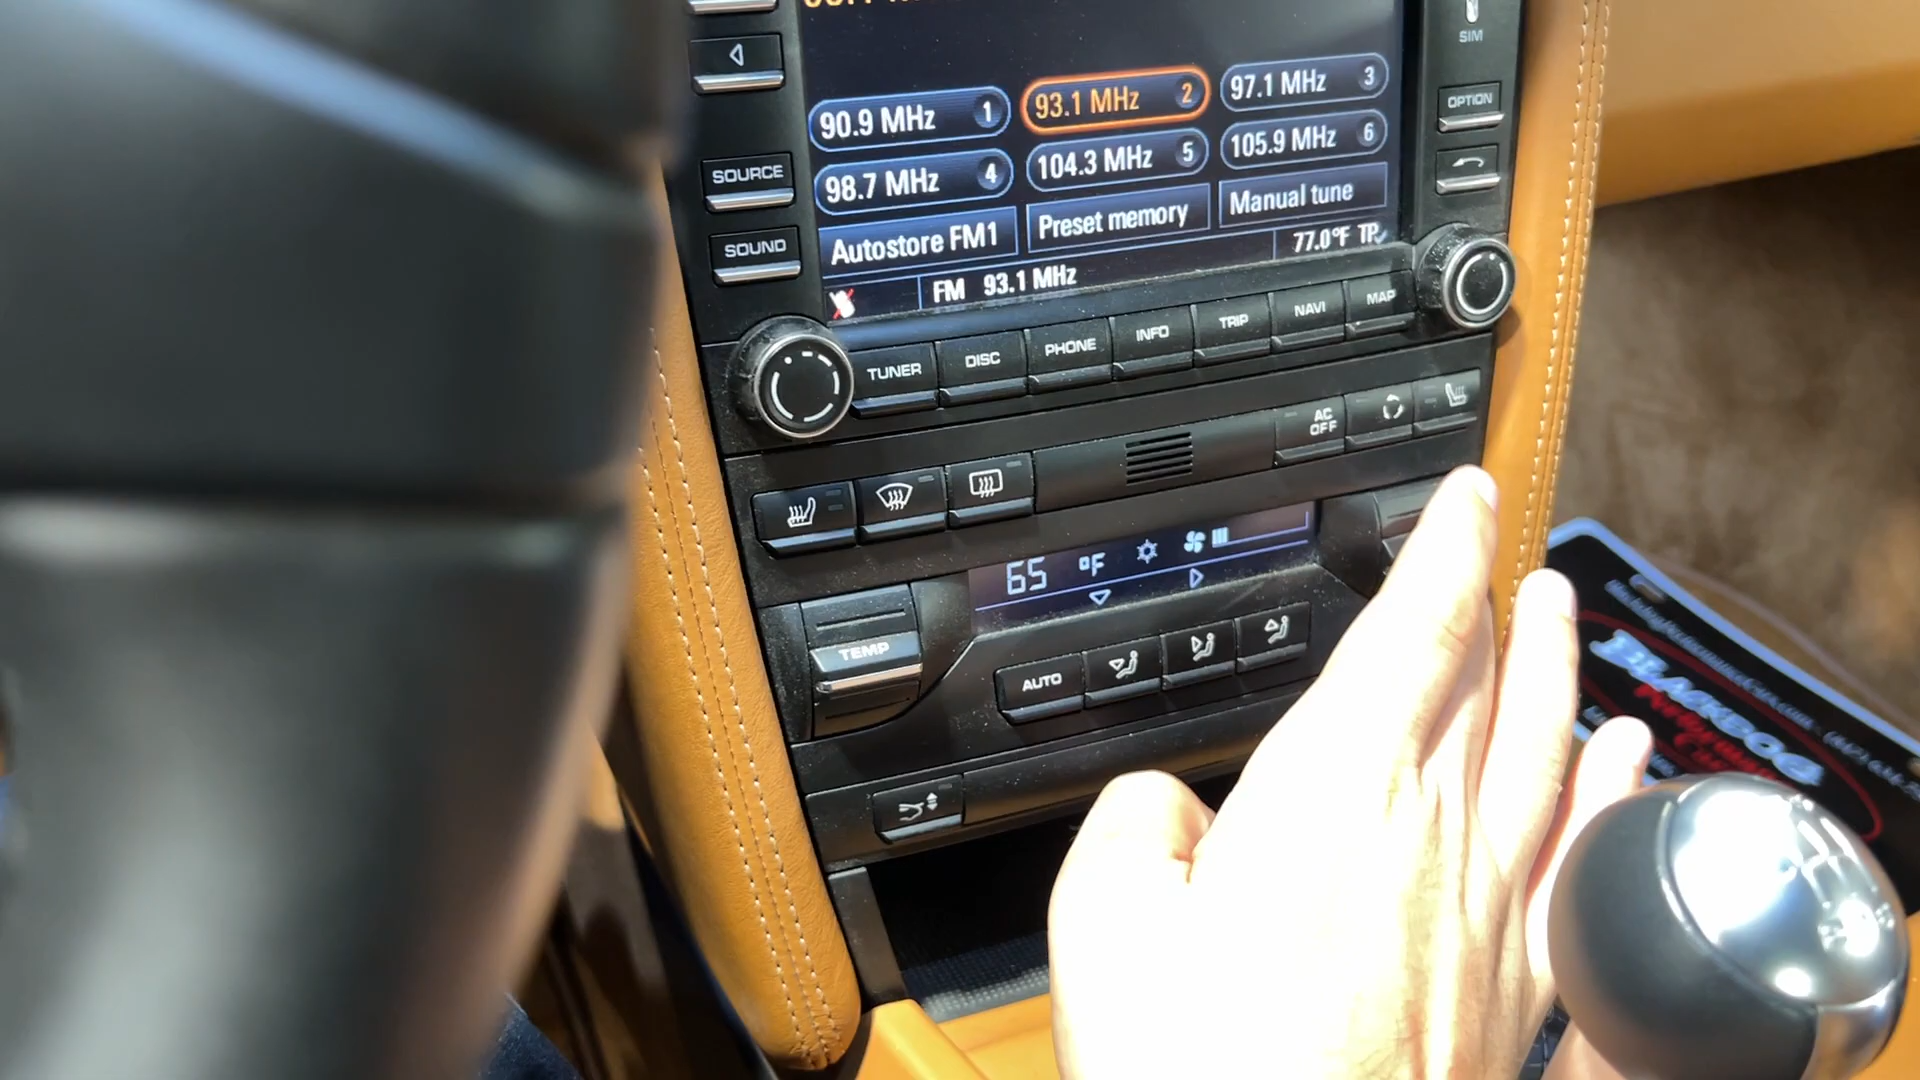 SIM
OPTION
SOURCE
SOUND
90.9 MHz 1
93.1 MHz 2
97.1 MHz 3
98.7 MHz 4
104.3 MHz 5
105.9 MHz 6
Autostore FM1
Preset memory
Manual tune
77.0°F TP
FM 93.1 MHz
TUNER
DISC
PHONE
INFO
TRIP
NAVI
MAP
AC
OFF
65 °F
TEMP
AUTO
BLACKDOG